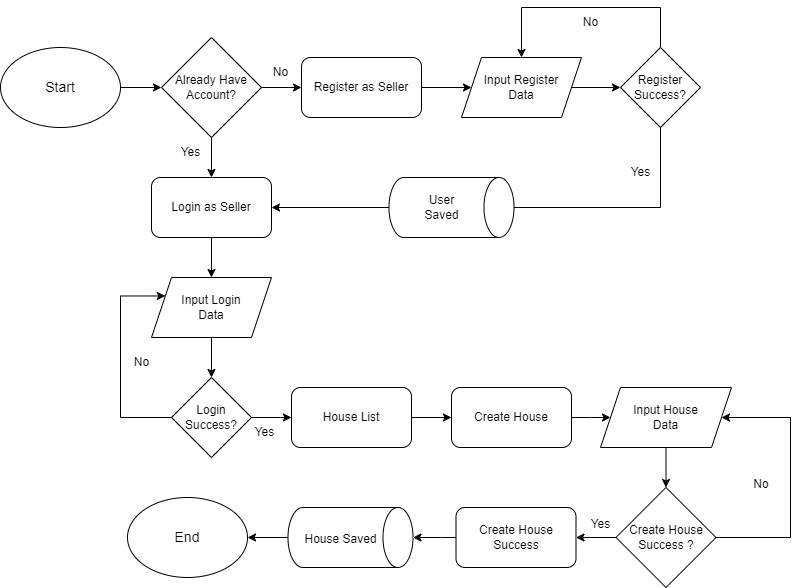 No
Start
Already Have
Account?
No
Register as Seller
Input Register
Data
Register
Success?
Yes
Yes
Login as Seller
User
Saved
Input Login
Data
No
Login
Success?
Yes
House List
Create House
Input House
Data
No
End
House Saved
Create House
Success
Yes
Create House
Success ?